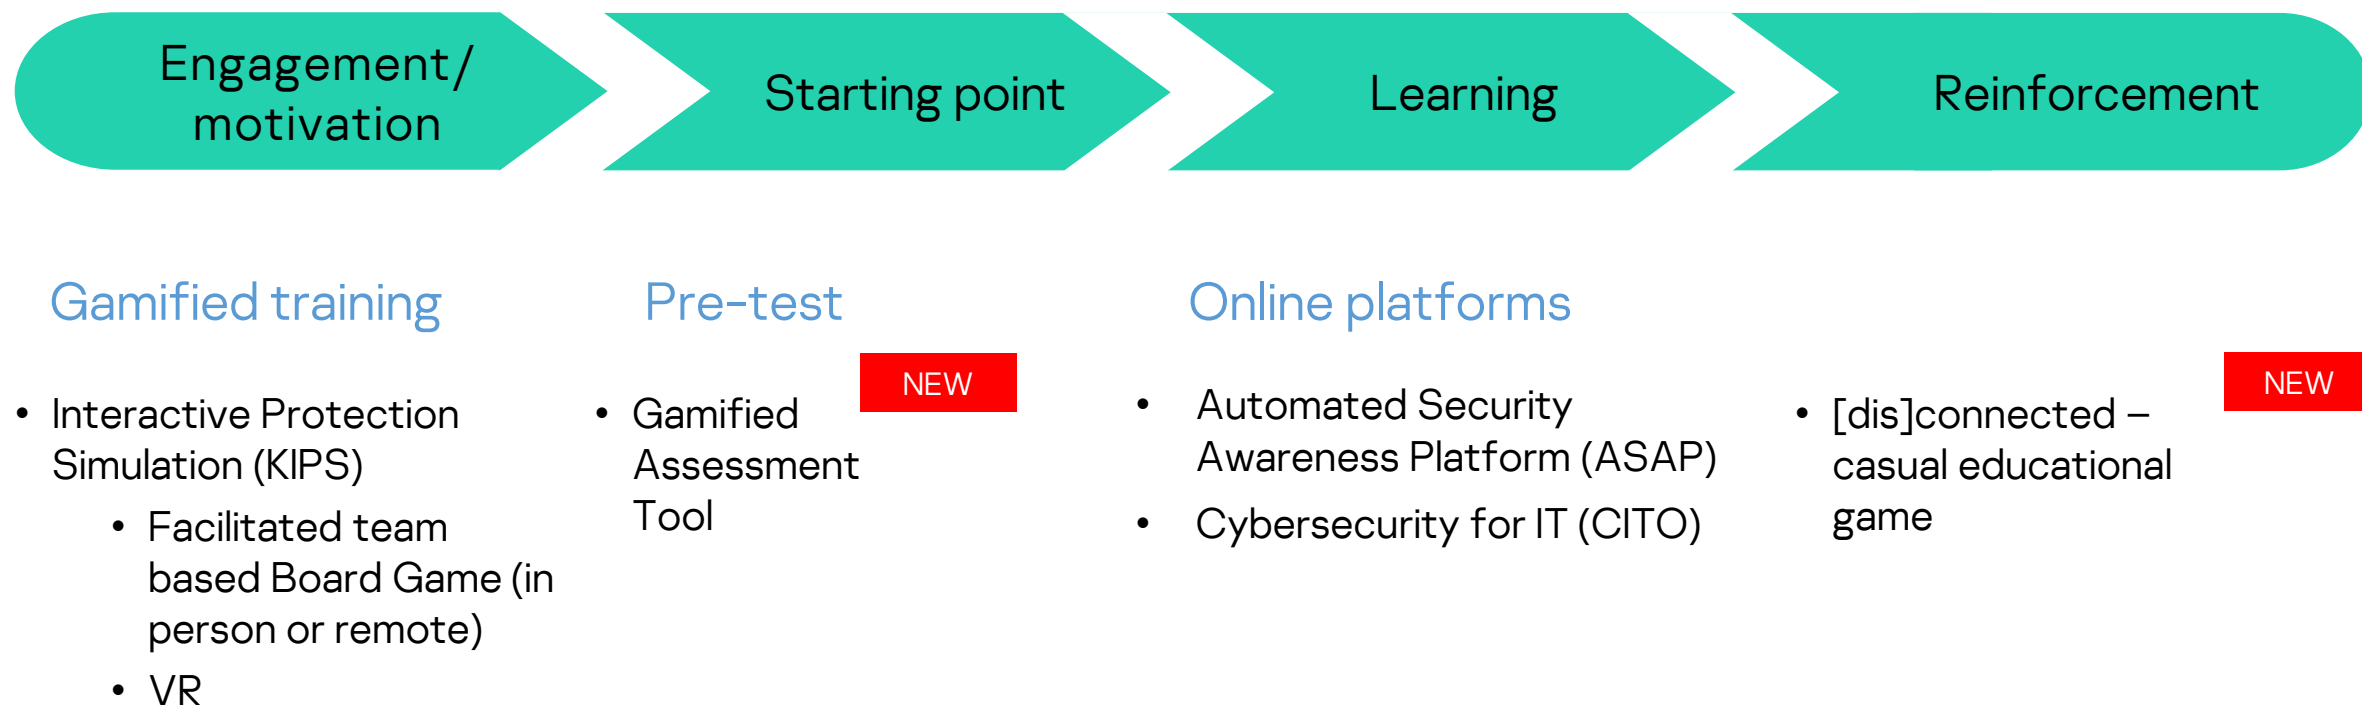 Engagement/
motivation
Starting point
Learning
Reinforcement
Gamified training
• Interactive Protection
Simulation (KIPS)
• Facilitated team
based Board Game (in
person or remote)
• VR
Pre-test
NEW
• Gamified
Assessment
Tool
Online platforms
• Automated Security
Awareness Platform (ASAP)
• Cybersecurity for IT (CITO)
NEW
• [dis]connected –
casual educational
game